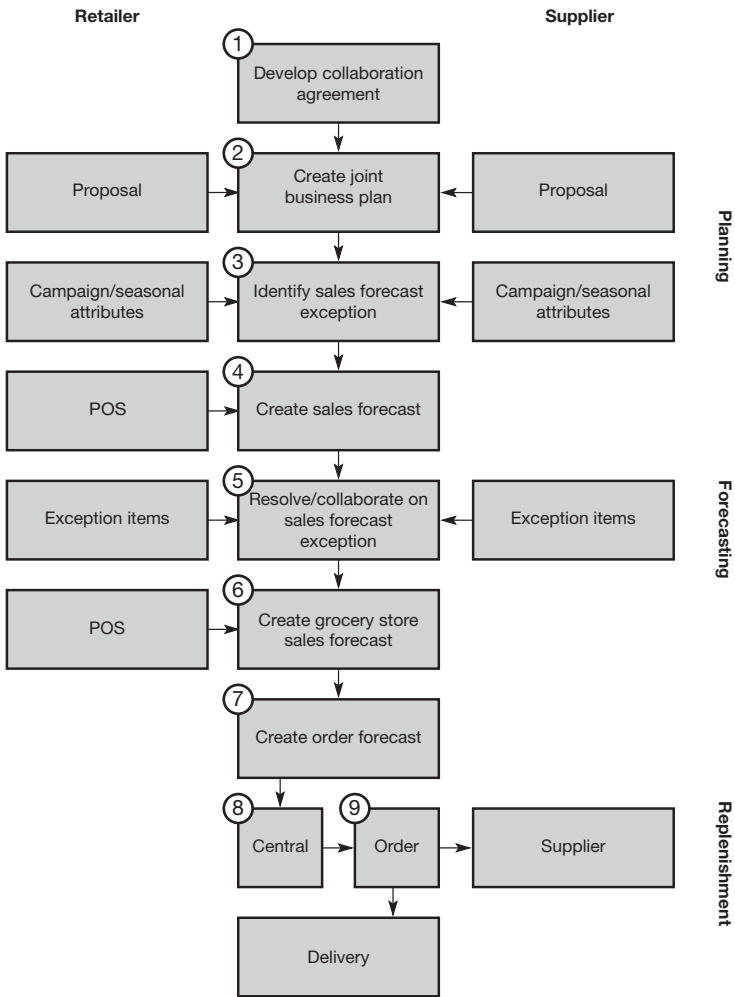 Retailer
Supplier
1
Develop collaboration
agreement
2
Proposal
Create joint
business plan
Proposal
Planning
3
Campaign/seasonal
attributes
Identify sales forecast
exception
Campaign/seasonal
attributes
4
POS
Create sales forecast
5
Exception items
Resolve/collaborate on
sales forecast
exception
Exception items
Forecasting
6
POS
Create grocery store
sales forecast
7
Create order forecast
8
Central
9
Order
Supplier
Replenishment
Delivery